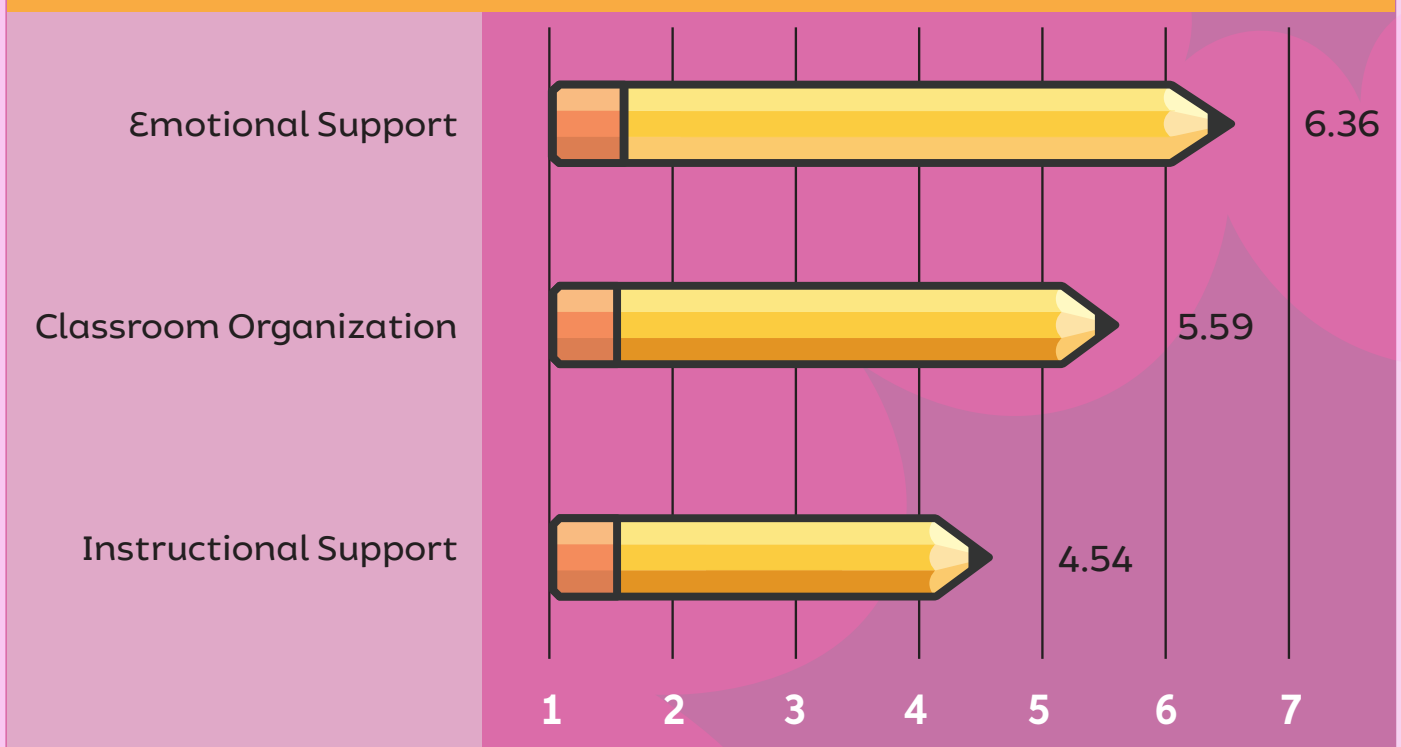 Emotional Support
6.36
Classroom Organization
5.59
Instructional Support
4.54
1 2 3 4 5 6 7